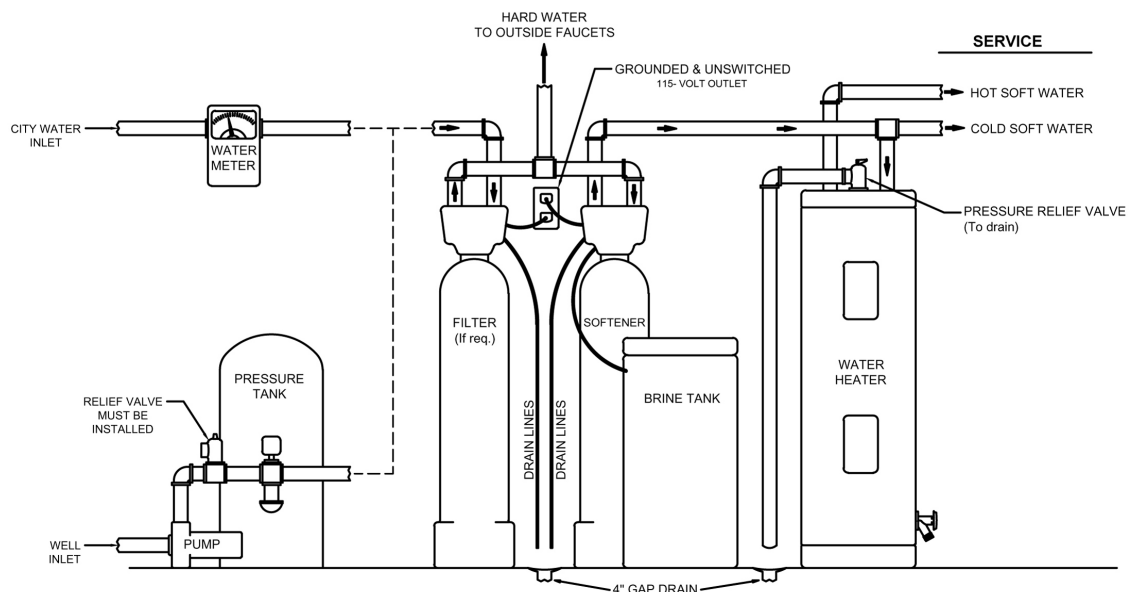 HARD WATER
TO OUTSIDE FAUCETS
SERVICE
GROUNDED & UNSWITCHED
115- VOLT OUTLET
HOT SOFT WATER
CITY WATER
INLET
WATER
METER
COLD SOFT WATER
PRESSURE RELIEF VALVE
(To drain)
FILTER
(If req.)
SOFTENER
PRESSURE
TANK
WATER
HEATER
RELIEF VALVE
MUST BE
INSTALLED
BRINE TANK
DRAIN LINES
DRAIN LINES
WELL
INLET
PUMP
4" GAP DRAIN